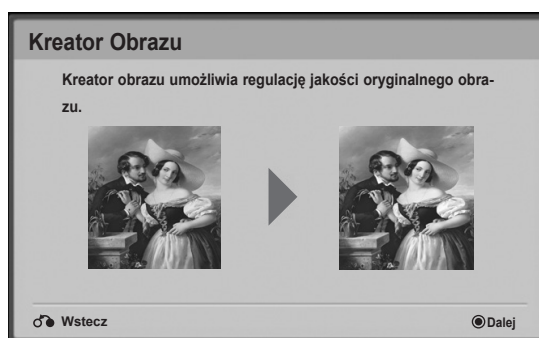 Kreator Obrazu
Kreator obrazu umożliwia regulację jakości oryginalnego obra-
zu.
Wstecz
Dalej